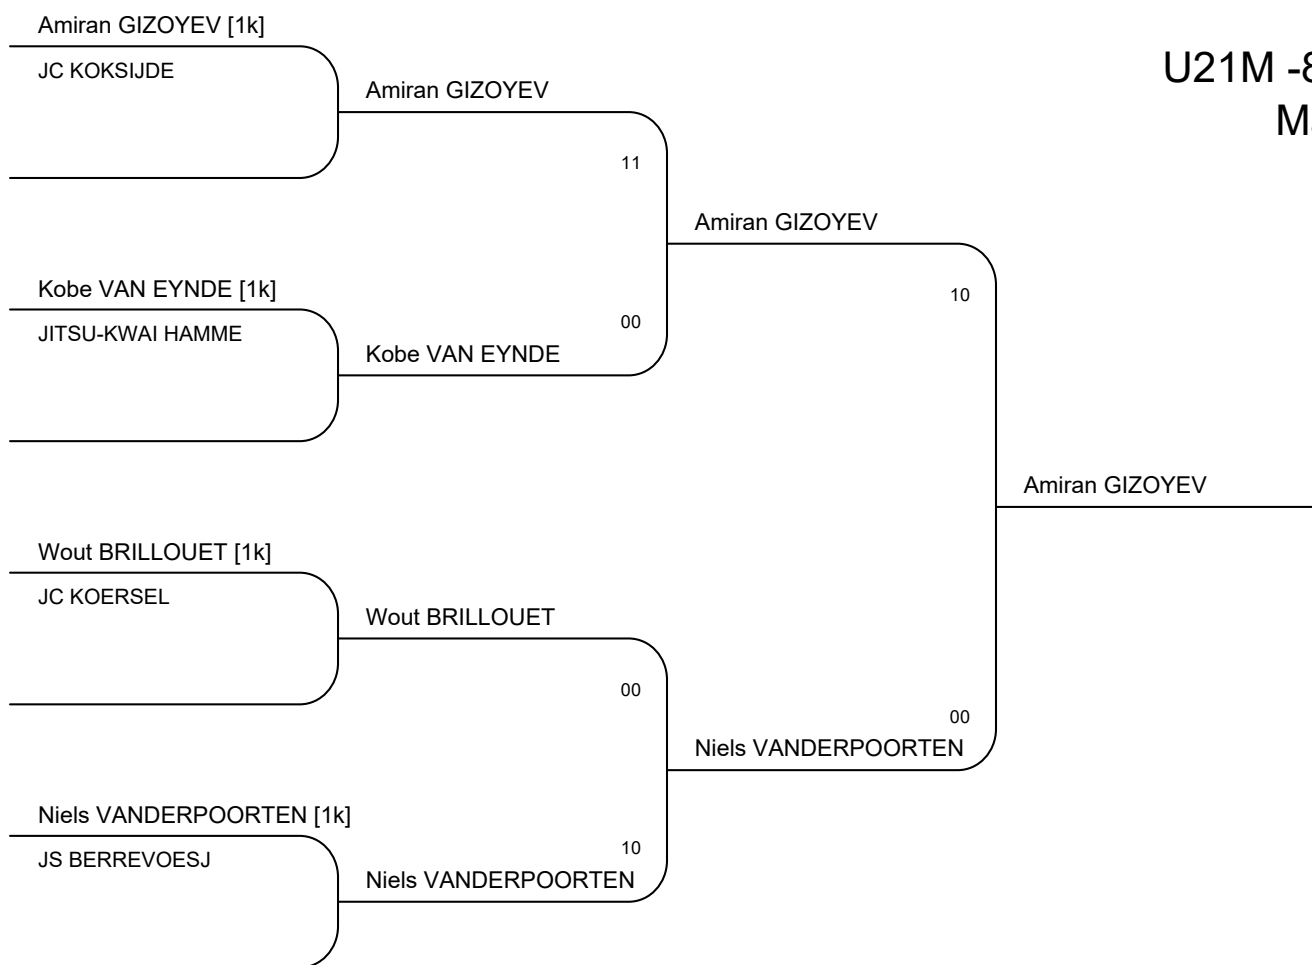 Amiran GIZOYEV [1k]
JC KOKSIJDE
Amiran GIZOYEV
11
Amiran GIZOYEV
10
Kobe VAN EYNDE [1k]
JITSU-KWAI HAMME
00
Kobe VAN EYNDE
Amiran GIZOYEV
Wout BRILLOUET [1k]
JC KOERSEL
Wout BRILLOUET
00
00
Niels VANDERPOORTEN
Niels VANDERPOORTEN [1k]
JS BERREVOESJ
10
Niels VANDERPOORTEN
U21M -8